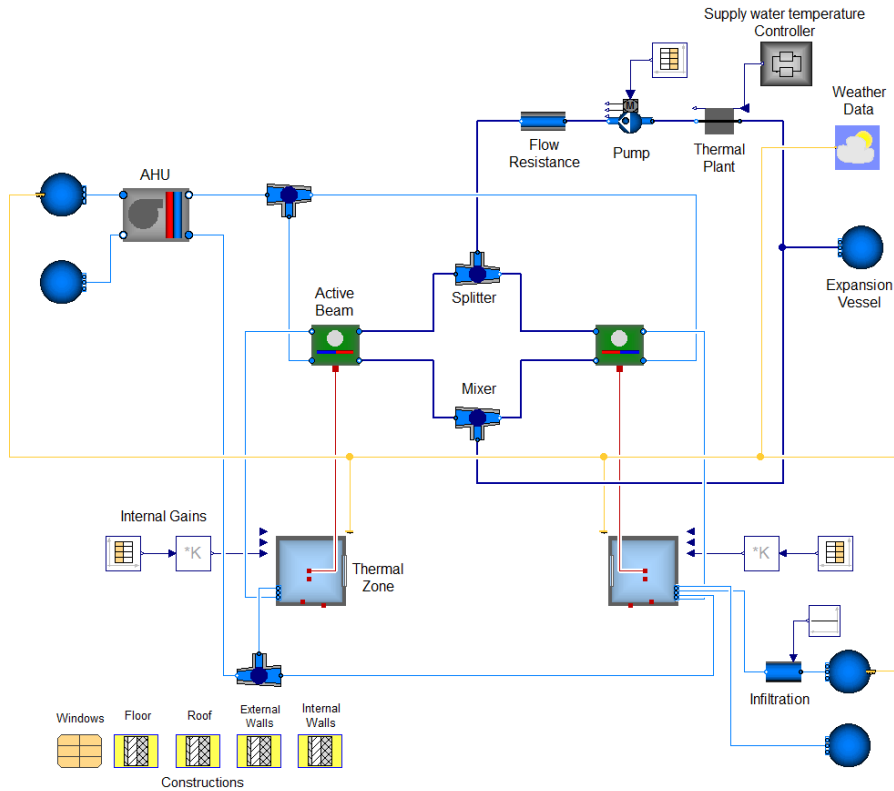 Supply water temperature
Controller
Weather
Data
M
Flow
Resistance
Pump
Thermal
Plant
AHU
Expansion
Vessel
Active
Beam
Splitter
Mixer
Internal Gains
*K
Thermal
Zone
*K
Infiltration
Windows
Floor
Roof
External
Walls
Internal
Walls
Constructions